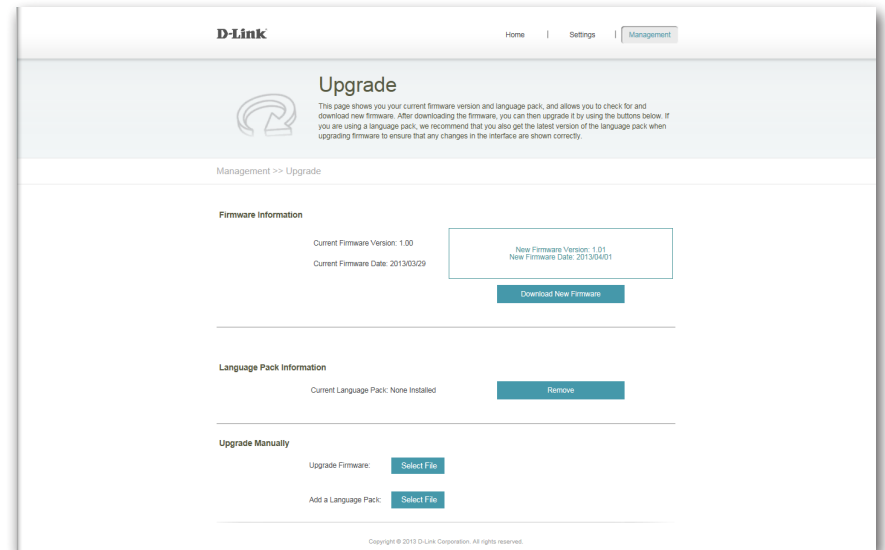 D-Link
Home | Settings | Management
Upgrade
This page shows you your current firmware version and language pack, and allows you to check for and
download new firmware. After downloading the firmware, you can then upgrade it by using the buttons below. If
you are using a language pack, we recommend that you also get the latest version of the language pack when
upgrading firmware to ensure that any changes in the interface are shown correctly.
Management >> Upgrade
Firmware Information
Current Firmware Version: 1.00
Current Firmware Date: 2013/03/29
New Firmware Version: 1.01
New Firmware Date: 2013/04/01
Download New Firmware
Language Pack Information
Current Language Pack: None Installed
Remove
Upgrade Manually
Upgrade Firmware: Select File
Add a Language Pack: Select File
Copyright © 2013 D-Link Corporation. All rights reserved.